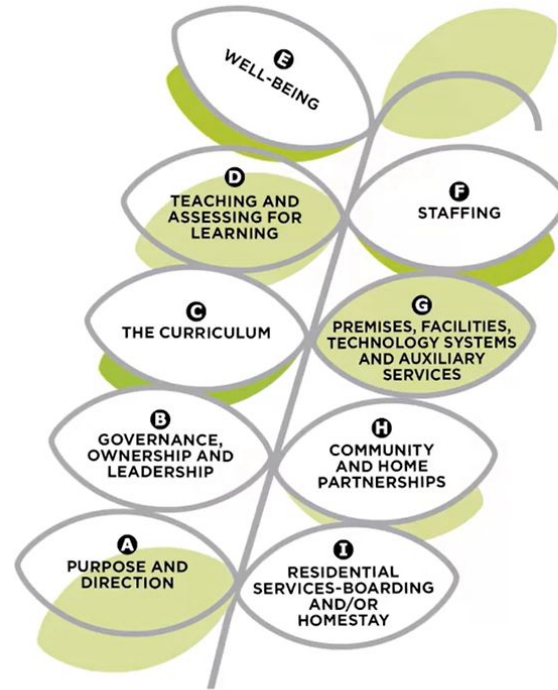 E
WELL-BEING
D
TEACHING AND
ASSESSING FOR
LEARNING
F
STAFFING
C
THE CURRICULUM
G
PREMISES, FACILITIES,
TECHNOLOGY SYSTEMS
AND AUXILIARY
SERVICES
B
GOVERNANCE,
OWNERSHIP AND
LEADERSHIP
H
COMMUNITY
AND HOME
PARTNERSHIPS
A
PURPOSE AND
DIRECTION
I
RESIDENTIAL
SERVICES-BOARDING
AND/OR
HOMESTAY